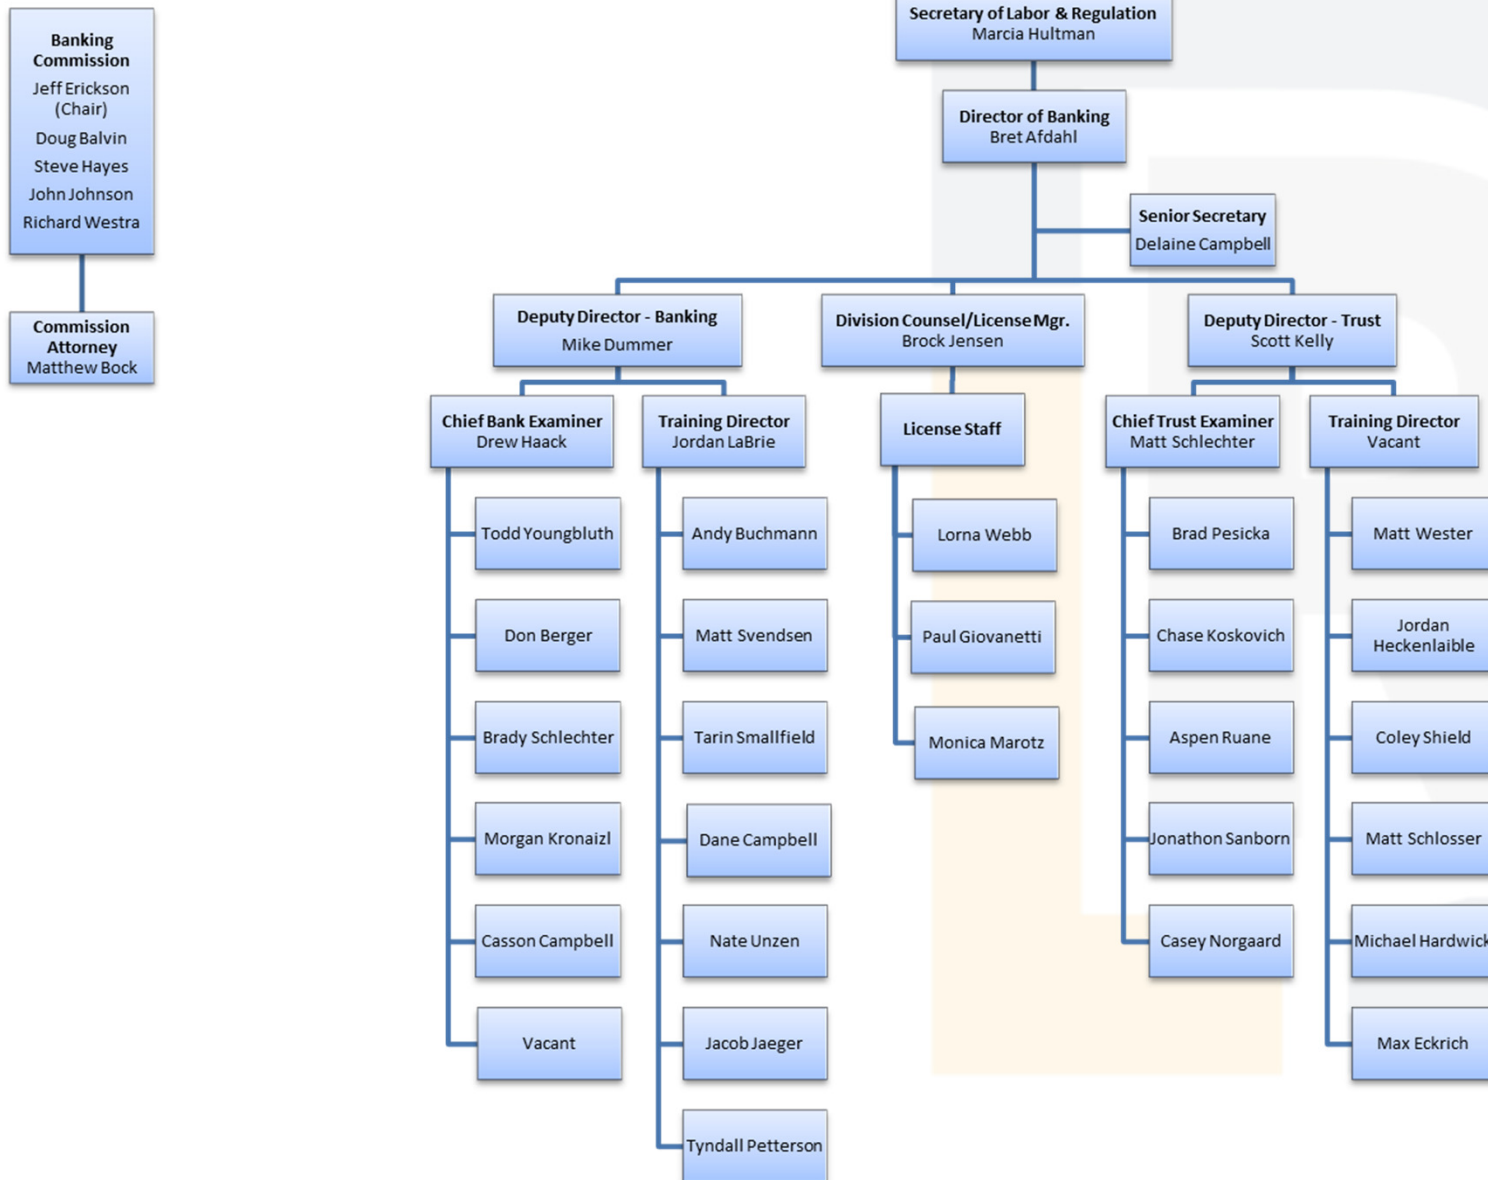 Banking
Commission
Jeff Erickson
(Chair)
Doug Balvin
Steve Hayes
John Johnson
Richard Westra
Commission
Attorney
Matthew Bock
Secretary of Labor & Regulation
Marcia Hultman
Director of Banking
Bret Afdahl
Senior Secretary
Delaine Campbell
Deputy Director - Banking
Mike Dummer
Division Counsel/License Mgr.
Brock Jensen
Deputy Director - Trust
Scott Kelly
Chief Bank Examiner
Drew Haack
Todd Youngbluth
Don Berger
Brady Schlechter
Morgan Kronaizl
Casson Campbell
Vacant
Training Director
Jordan LaBrie
Andy Buchmann
Matt Svendsen
Tarin Smallfield
Dane Campbell
Nate Unzen
Jacob Jaeger
Tyndall Petterson
License Staff
Lorna Webb
Paul Giovanetti
Monica Marotz
Chief Trust Examiner
Matt Schlechter
Brad Pesicka
Chase Koskovich
Aspen Ruane
Jonathon Sanborn
Casey Norgaard
Training Director
Vacant
Matt Wester
Jordan
Heckenlaible
Coley Shield
Matt Schlosser
Michael Hardwick
Max Eckrich